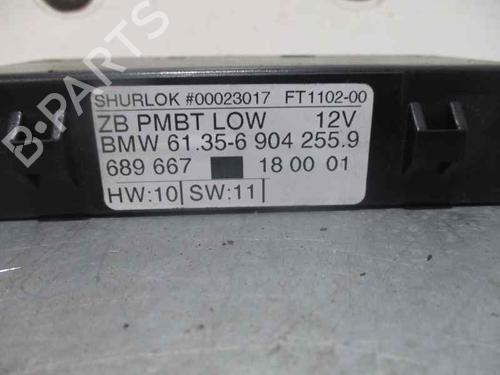 SHURLOK #00023017 FT1102-00
ZB PMBT LOW 12V
BMW 61.35-6 904 255.9
689 667 18 00 01
HW:10 SW:11
B-Parts